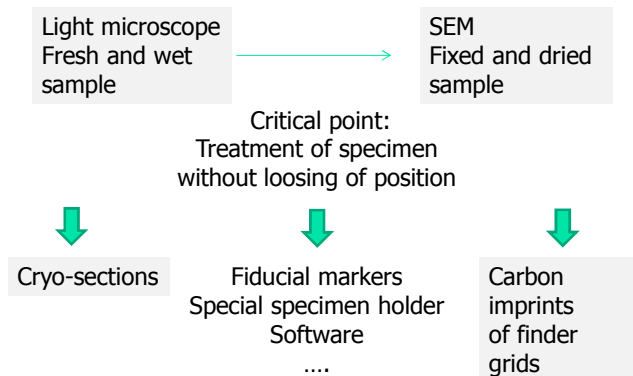 Light microscope
Fresh and wet
sample
SEM
Fixed and dried
sample
Critical point:
Treatment of specimen
without loosing of position
Cryo-sections
Fiducial markers
Special specimen holder
Software
….
Carbon
imprints
of finder
grids